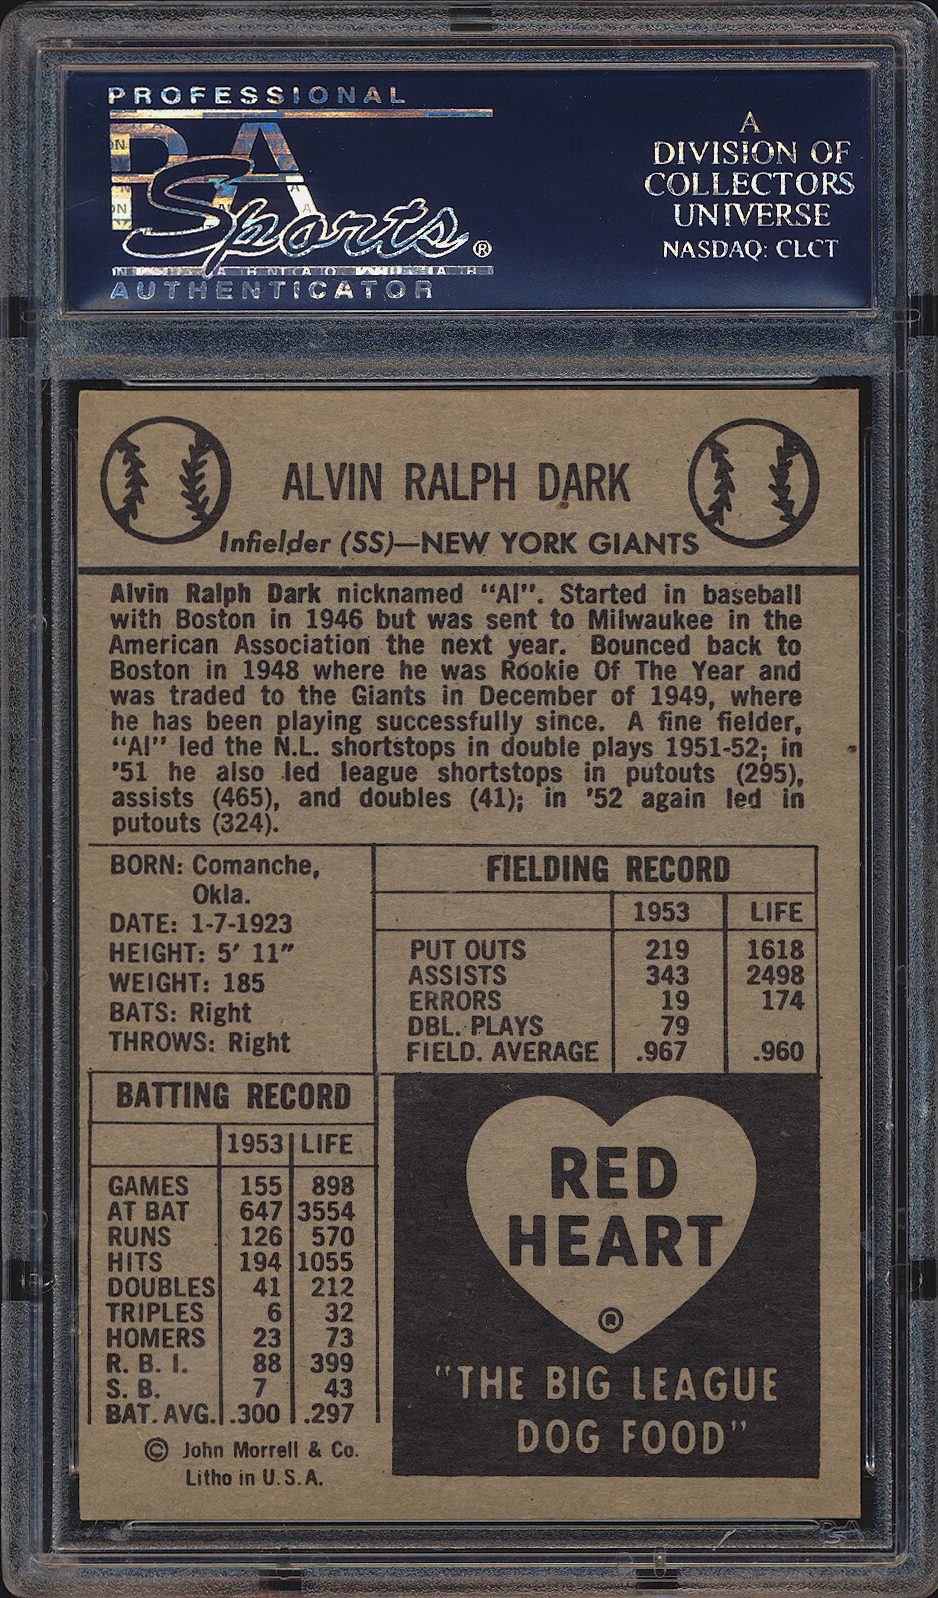 PROFESSIONAL
PSA
Sports®
AUTHENTICATOR
A
DIVISION OF
COLLECTORS
UNIVERSE
NASDAQ: CLCT
ALVIN RALPH DARK
Infielder (SS)—NEW YORK GIANTS
Alvin Ralph Dark nicknamed "Al". Started in baseball
with Boston in 1946 but was sent to Milwaukee in the
American Association the next year. Bounced back to
Boston in 1948 where he was Rookie Of The Year and
was traded to the Giants in December of 1949, where
he has been playing successfully since. A fine fielder,
"Al" led the N.L. shortstops in double plays 1951-52; in
'51 he also led league shortstops in putouts (295),
assists (465), and doubles (41); in '52 again led in
putouts (324).
BORN: Comanche,
Okla.
DATE: 1-7-1923
HEIGHT: 5' 11"
WEIGHT: 185
BATS: Right
THROWS: Right
FIELDING RECORD
1953 LIFE
PUT OUTS 219 1618
ASSISTS 343 2498
ERRORS 19 174
DBL. PLAYS 79
FIELD. AVERAGE .967 .960
BATTING RECORD
1953 LIFE
GAMES 155 898
AT BAT 647 3554
RUNS 126 570
HITS 194 1055
DOUBLES 41 212
TRIPLES 6 32
HOMERS 23 73
R. B. I. 88 399
S. B. 7 43
BAT. AVG. .300 .297
© John Morrell & Co.
Litho in U.S.A.
RED
HEART
®
"THE BIG LEAGUE
DOG FOOD"